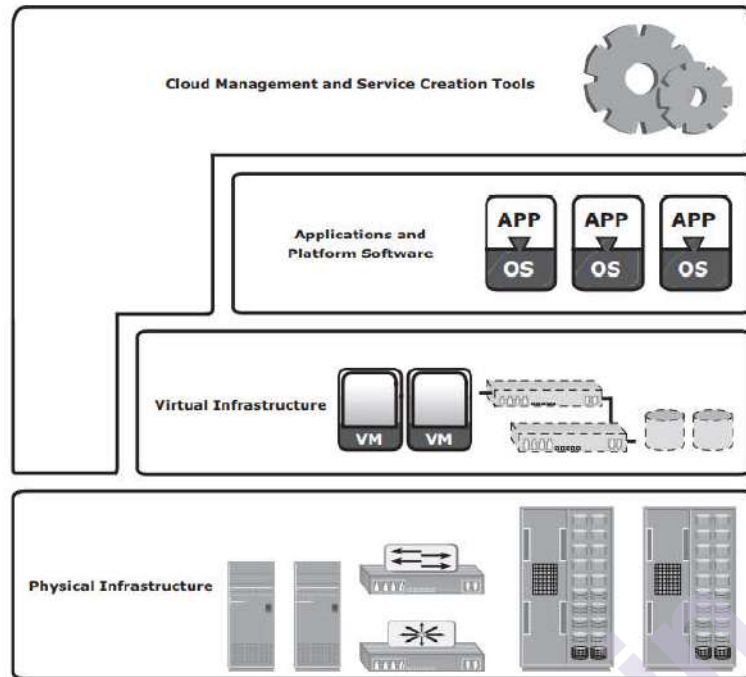 Cloud Management and Service Creation Tools
Applications and
Platform Software
APP
APP
APP
OS
OS
OS
Virtual Infrastructure
VM
VM
Physical Infrastructure